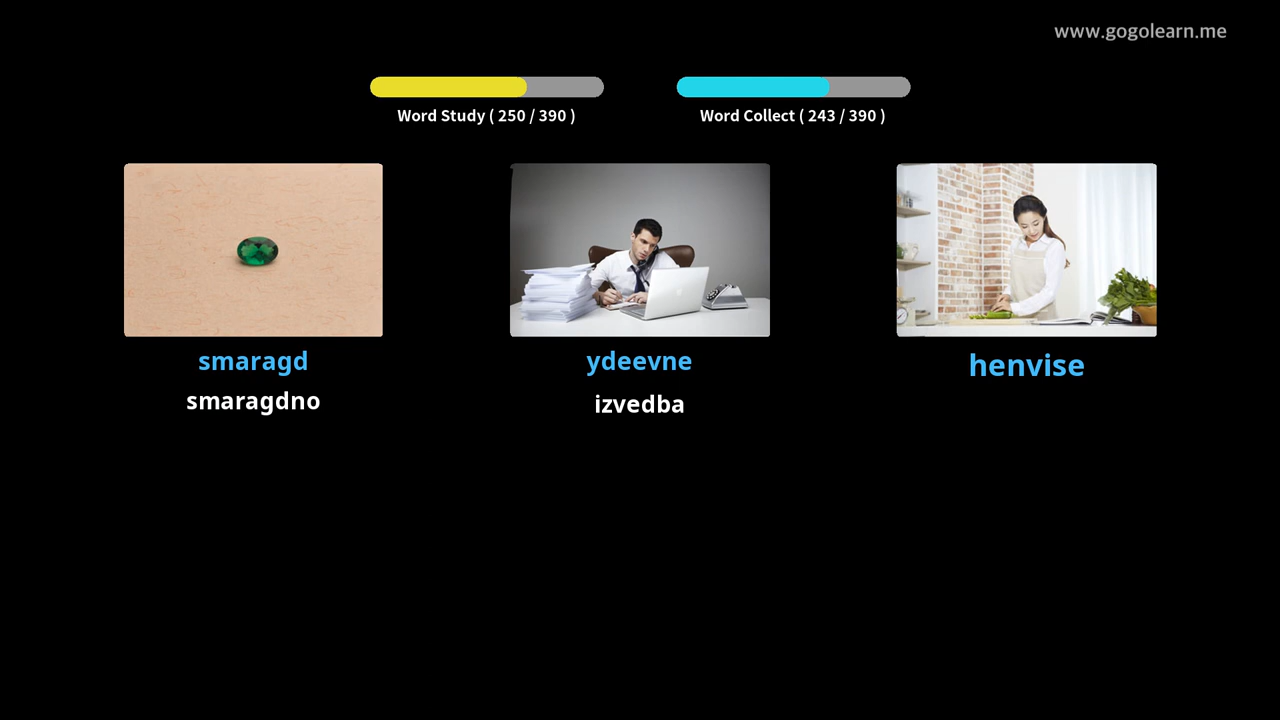 www.gogolearn.me
Word Study ( 250 / 390 )
Word Collect ( 243 / 390 )
smaragd
smaragdno
ydeevne
izvedba
henvise